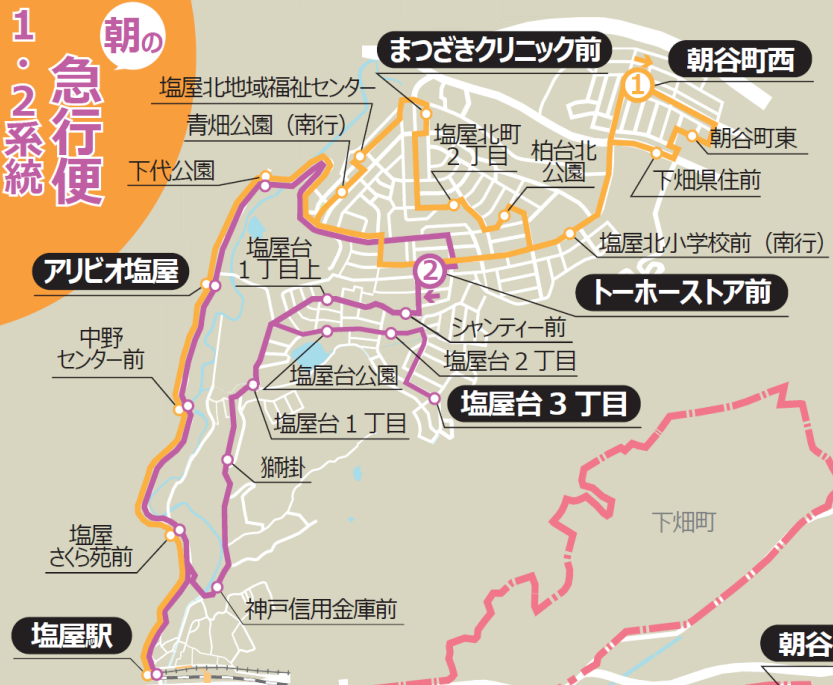 1・2系統
朝の
急行便
まつざきクリニック前
朝谷町西
1
塩屋北地域福祉センター
青畑公園（南行）
塩屋北町
2丁目
柏台北
公園
朝谷町東
下畑県住前
下代公園
塩屋北小学校前（南行）
塩屋台
1丁目上
2
アリビオ塩屋
トーホーストア前
中野
センター前
シャンティー前
塩屋台2丁目
塩屋台公園
塩屋台3丁目
塩屋台1丁目
獅掛
下畑町
塩屋
さくら苑前
神戸信用金庫前
塩屋駅
朝谷